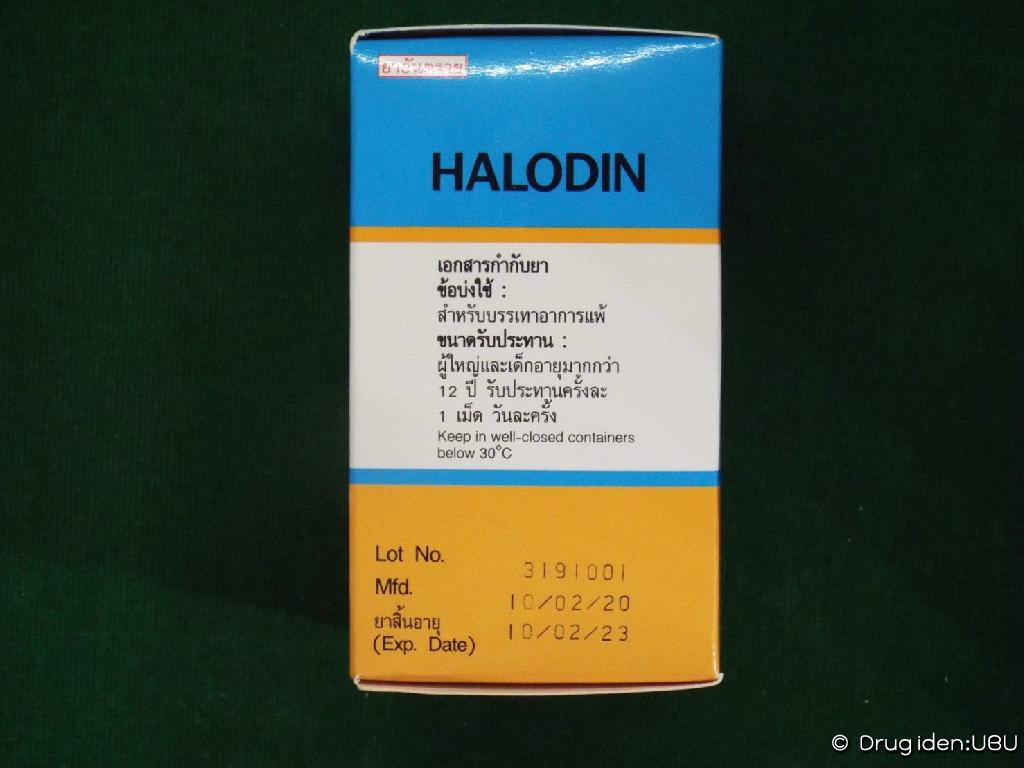 ยาอันตราย
HALODIN
เอกสารกำกับยา
ข้อบ่งใช้ :
สำหรับบรรเทาอาการแพ้
ขนาดรับประทาน :
ผู้ใหญ่และเด็กอายุมากกว่า
12 ปี รับประทานครั้งละ
1 เม็ด วันละครั้ง
Keep in well-closed containers
below 30°C
Lot No. 3191001
Mfd. 10/02/20
ยาสิ้นอายุ
(Exp. Date) 10/02/23
© Drug iden:UBU